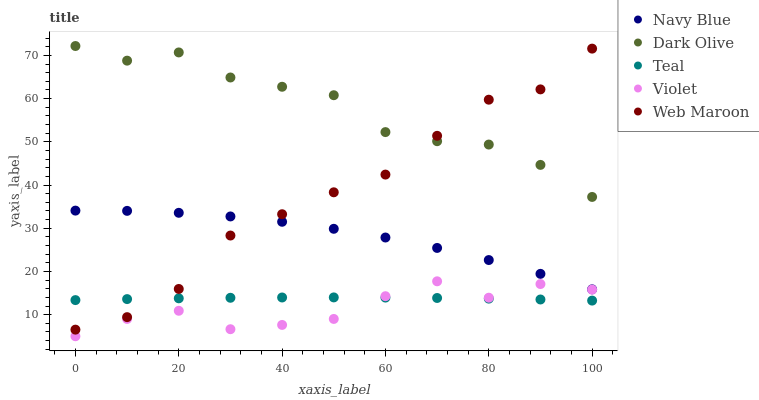 title
Navy Blue
Dark Olive
Teal
Violet
Web Maroon
yaxis_label
70
60
50
40
30
20
10
0 20 40 60 80 100
xaxis_label